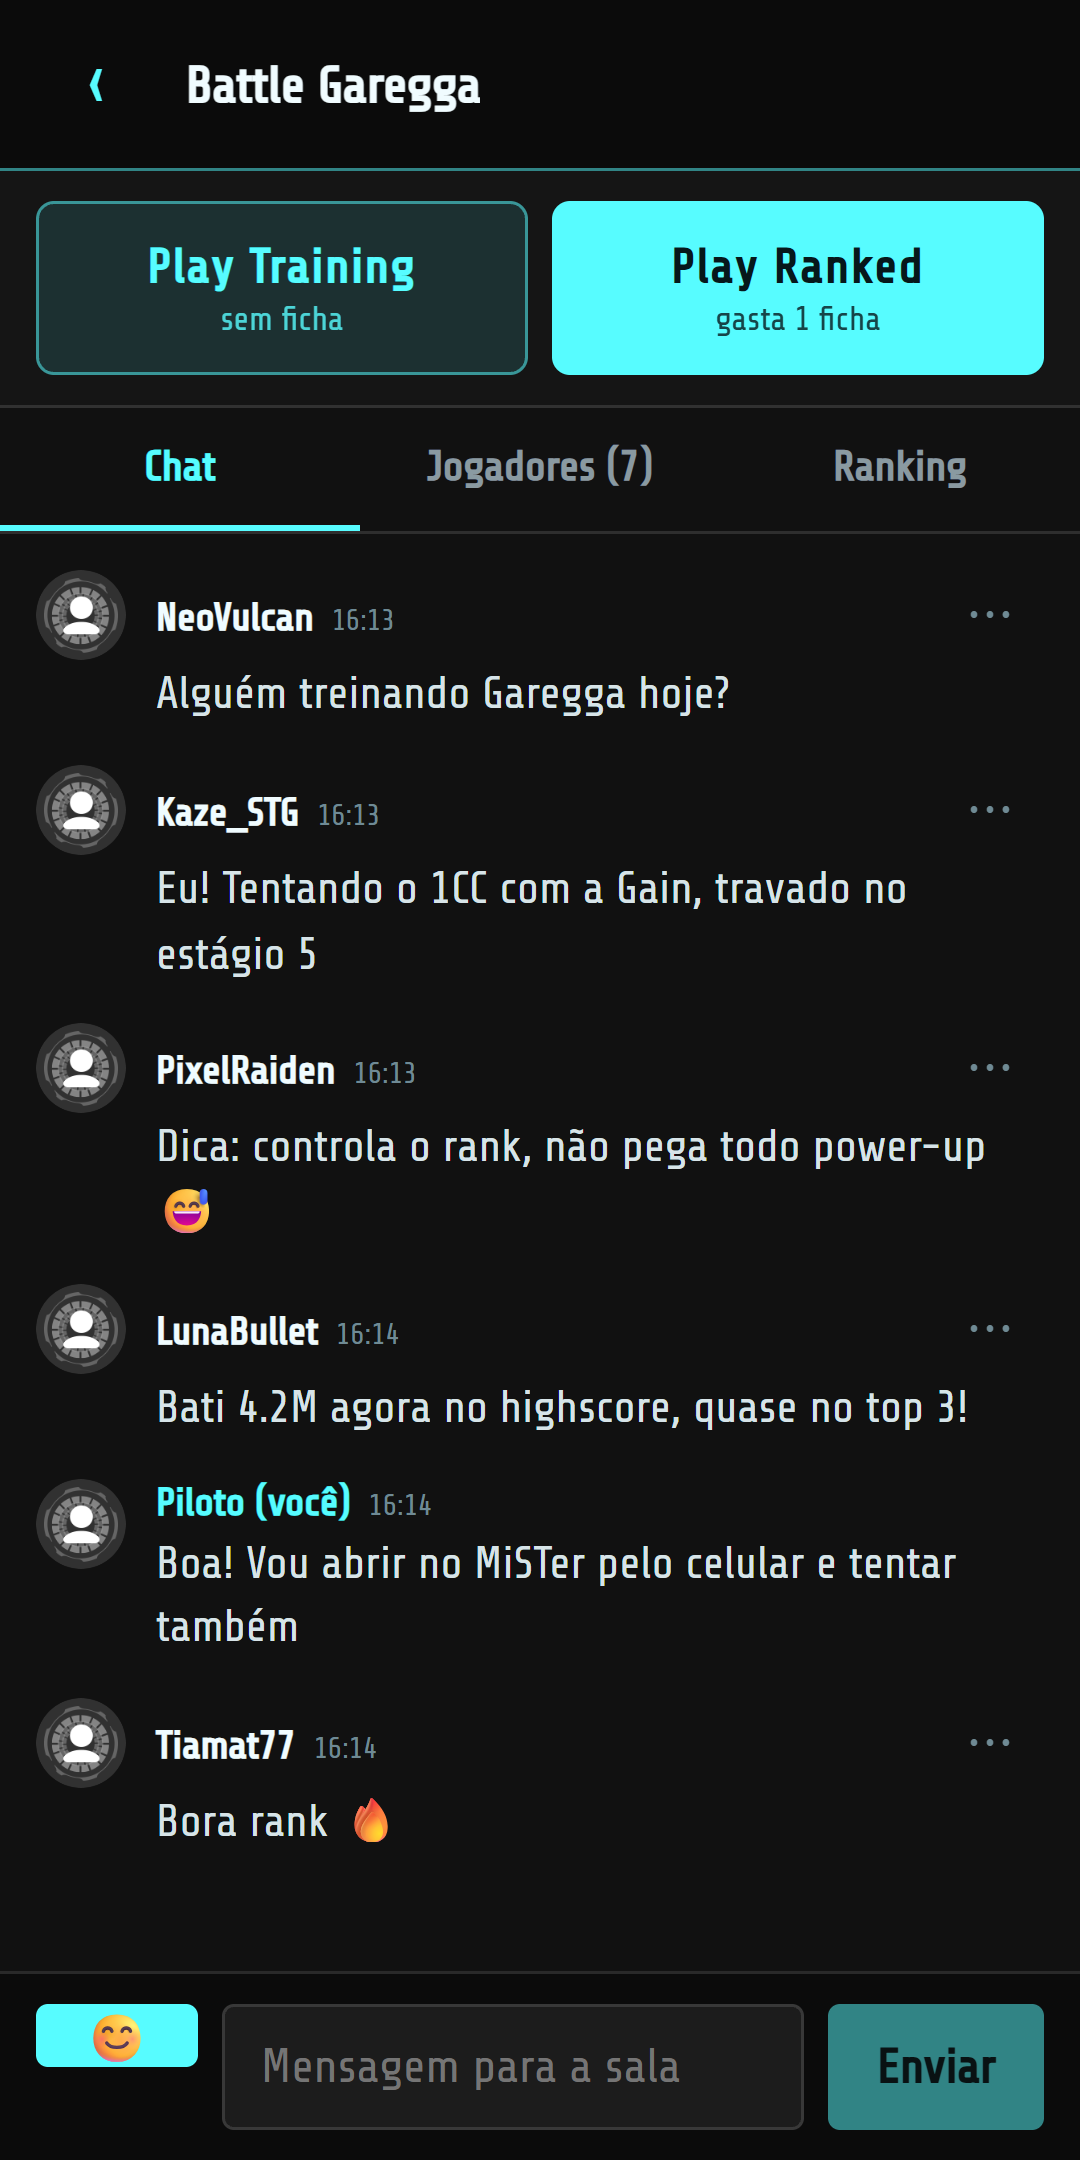 Battle Garegga
Play Training
sem ficha
Play Ranked
gasta 1 ficha
Chat
Jogadores (7)
Ranking
NeoVulcan 16:13
Alguém treinando Garegga hoje?
Kaze_STG 16:13
Eu! Tentando o 1CC com a Gain, travado no
estágio 5
PixelRaiden 16:13
Dica: controla o rank, não pega todo power-up
😅
LunaBullet 16:14
Bati 4.2M agora no highscore, quase no top 3!
Piloto (você) 16:14
Boa! Vou abrir no MiSTer pelo celular e tentar
também
Tiamat77 16:14
Bora rank 🔥
Mensagem para a sala
Enviar